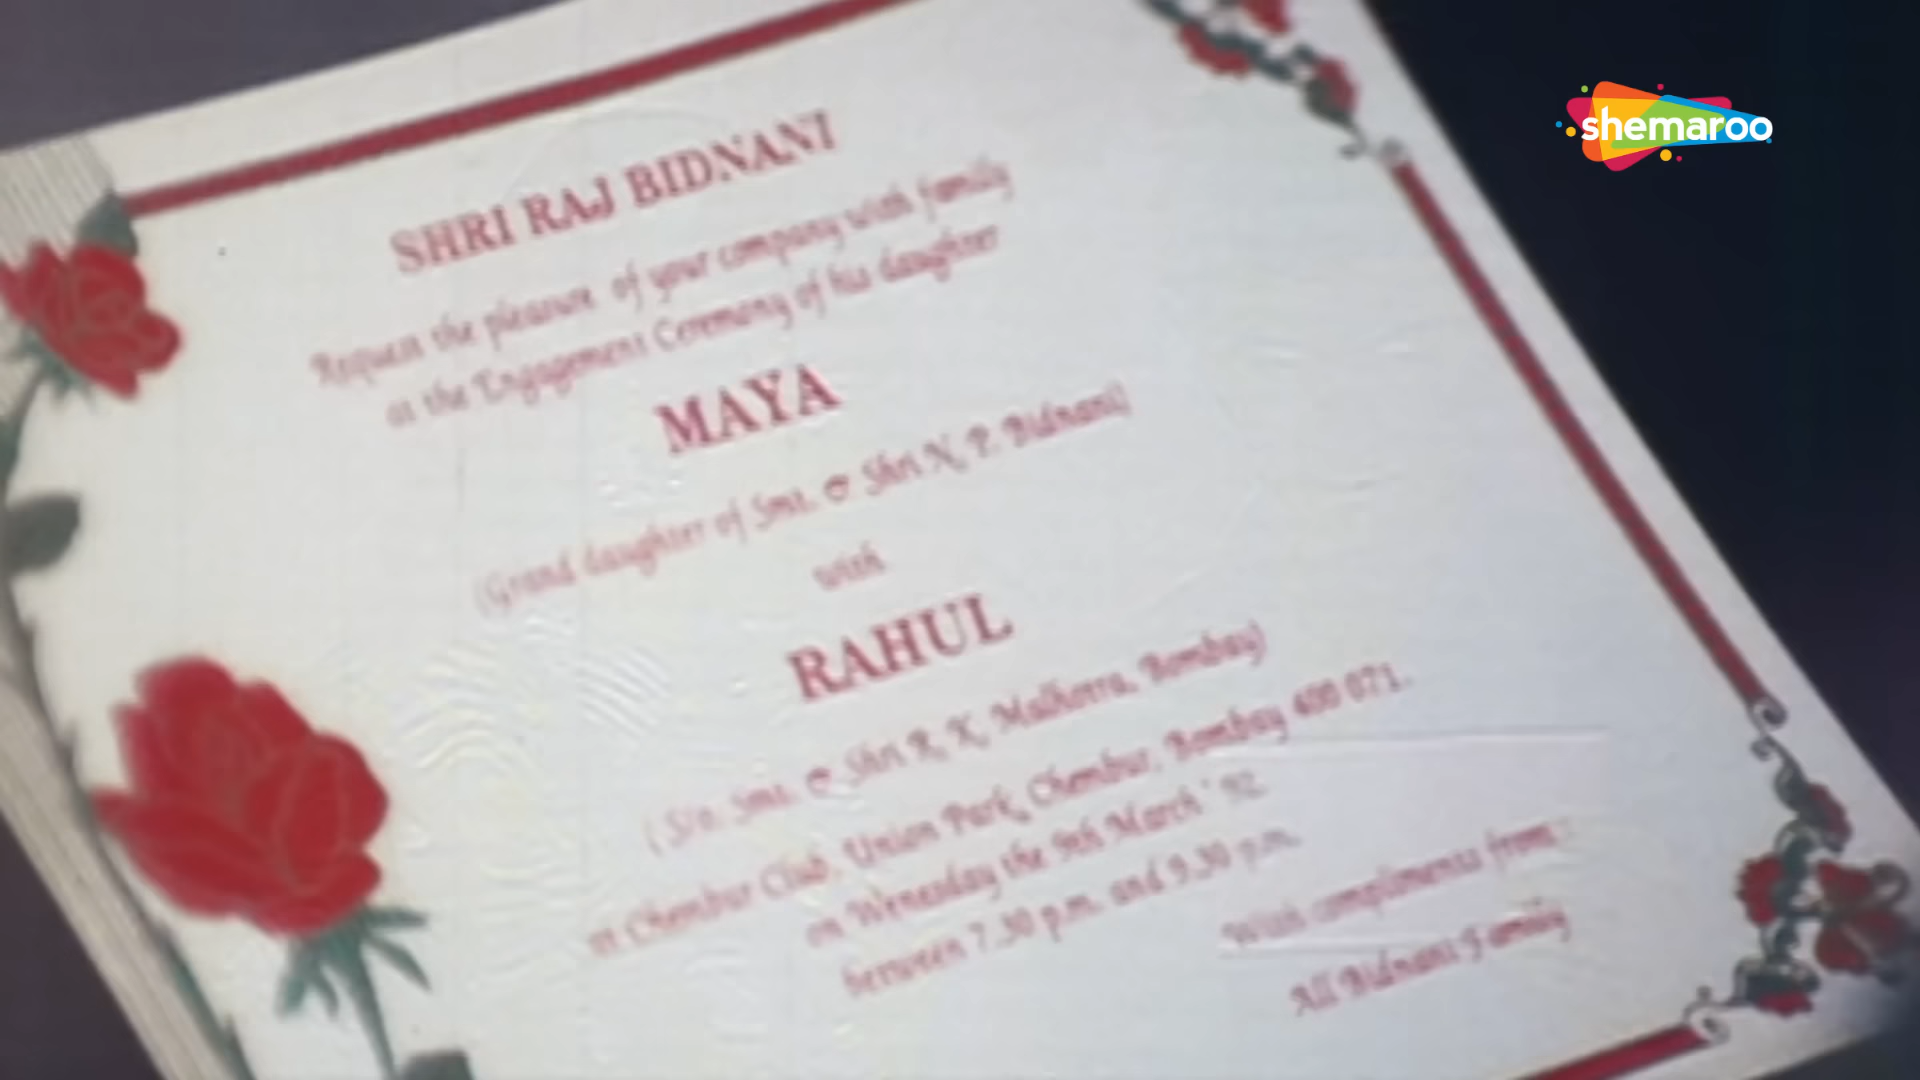 shemaroo
SHRI RAJ BIDNANI
Request the pleasure of your company with family
at the Engagement Ceremony of his daughter
MAYA
(Grand daughter of Smt. & Shri N. P. Bidnani)
with
RAHUL
( S/o. Smt. & Shri R. K. Malhotra, Bombay)
at Chembur Club, Union Park, Chembur, Bombay 400 071.
on Wenesday the 9th March ' 92
between 7.30 p.m. and 9.30 p.m.
With compliments from :
All Bidnani Family